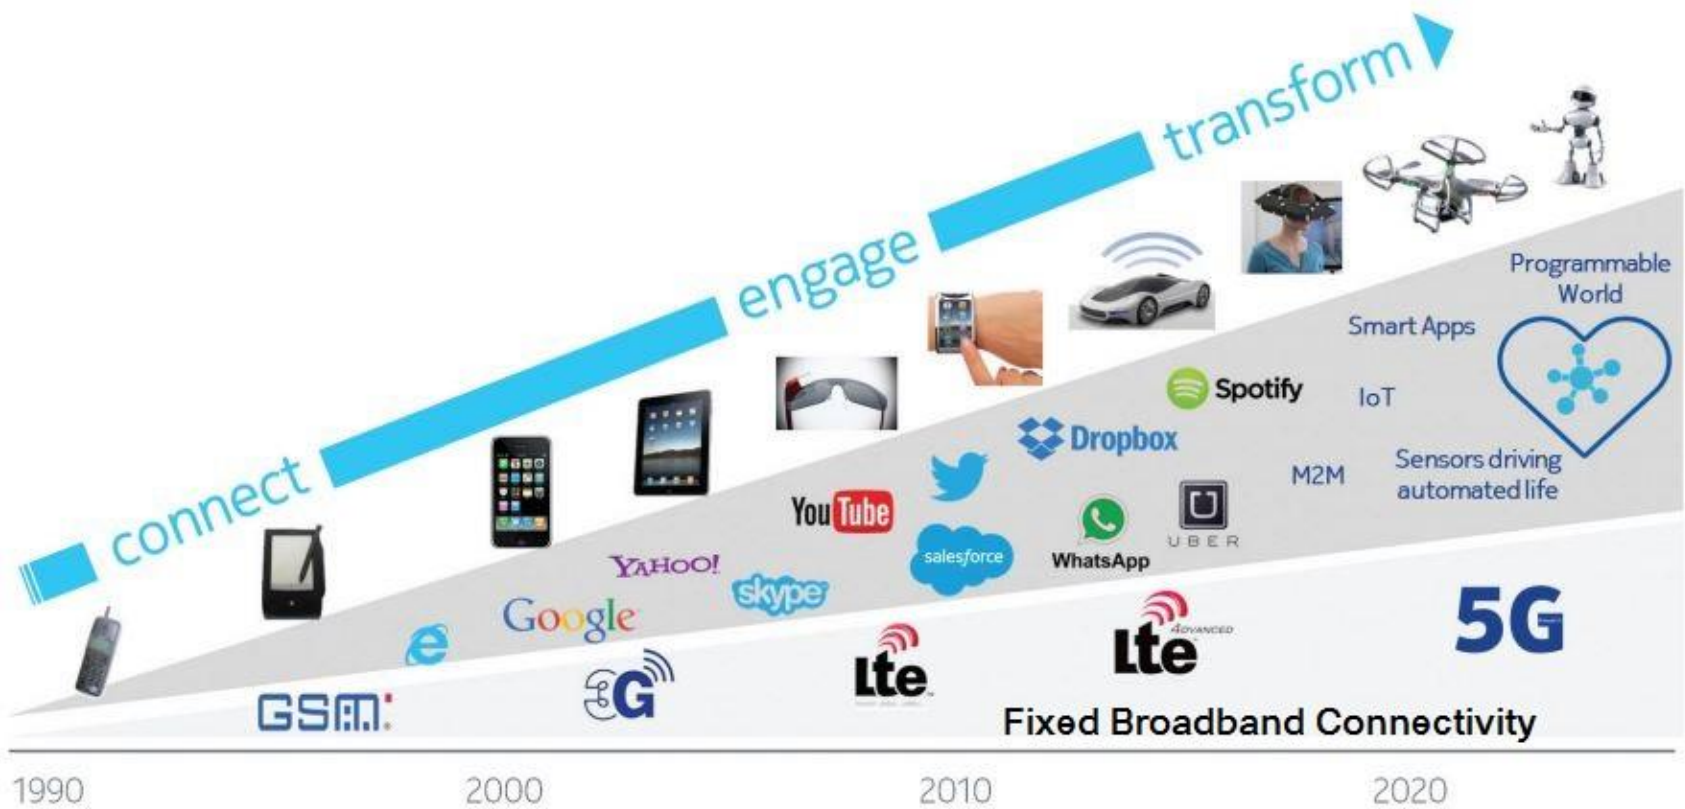 transform
engage
connect
Programmable
World
Smart Apps
Spotify
IoT
Dropbox
Sensors driving
automated life
M2M
YouTube
salesforce
WhatsApp
UBER
YAHOO!
skype
Google
5G
LTE ADVANCED
LTE
3G
GSM
Fixed Broadband Connectivity
1990
2000
2010
2020